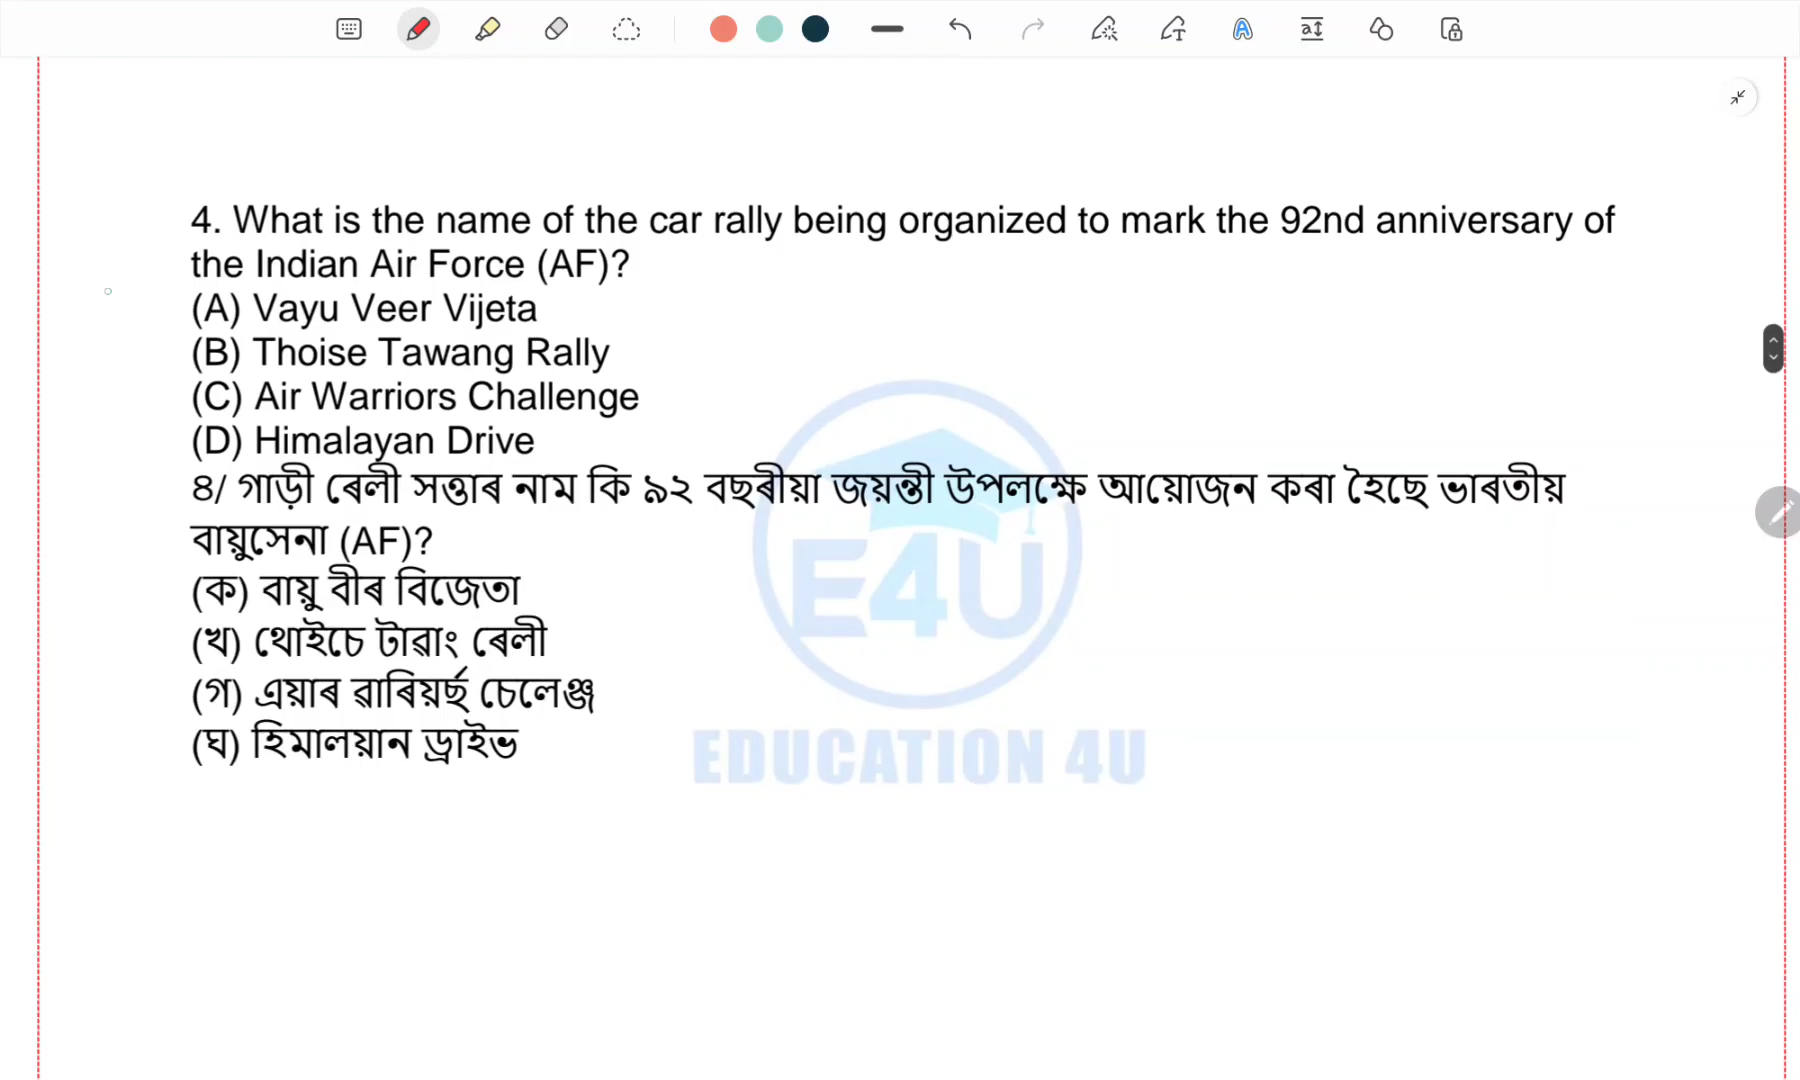 4. What is the name of the car rally being organized to mark the 92nd anniversary of
the Indian Air Force (AF)?
(A) Vayu Veer Vijeta
(B) Thoise Tawang Rally
(C) Air Warriors Challenge
(D) Himalayan Drive
৪/ গাড়ী ৰেলী সত্তাৰ নাম কি ৯২ বছৰীয়া জয়ন্তী উপলক্ষে আয়োজন কৰা হৈছে ভাৰতীয়
বায়ুসেনা (AF)?
(ক) বায়ু বীৰ বিজেতা
(খ) থোইচে টাৱাং ৰেলী
(গ) এয়াৰ ৱাৰিয়ৰ্ছ চেলেঞ্জ
(ঘ) হিমালয়ান ড্ৰাইভ
E4U
EDUCATION 4U